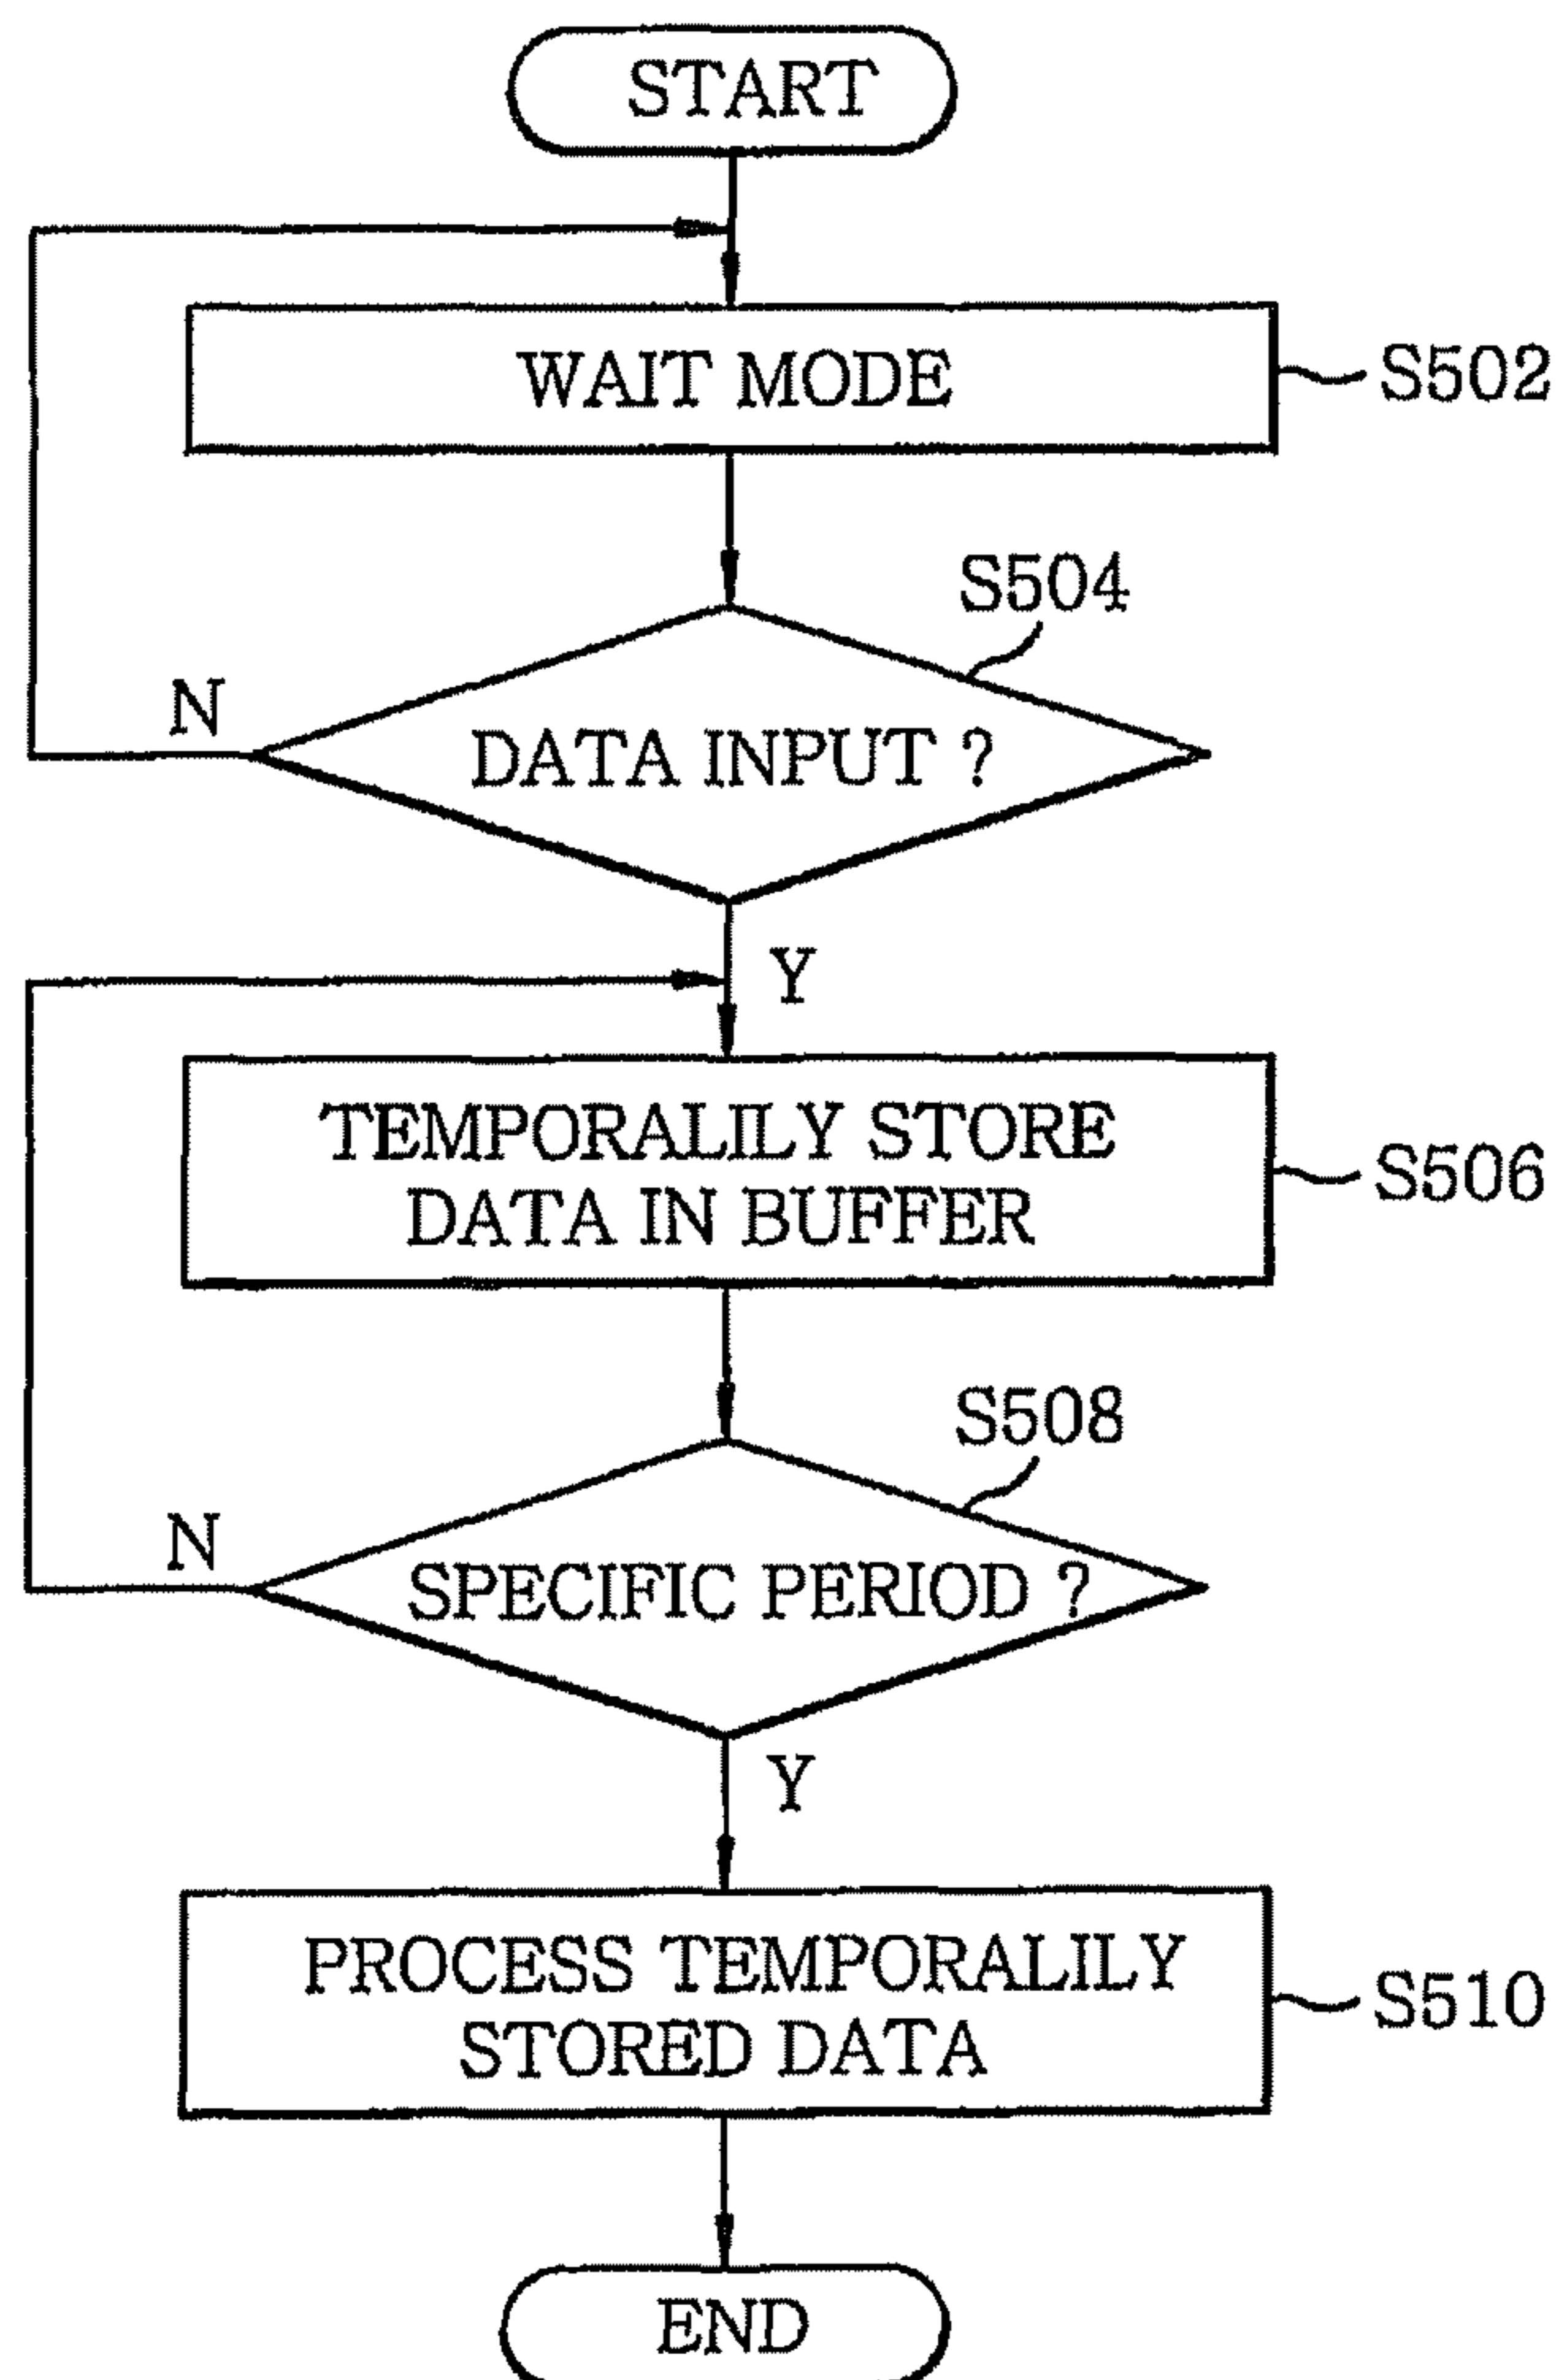 START
WAIT MODE
S502
S504
N
DATA INPUT ?
Y
TEMPORALILY STORE
DATA IN BUFFER
S506
S508
N
SPECIFIC PERIOD ?
Y
PROCESS TEMPORALILY
STORED DATA
S510
END